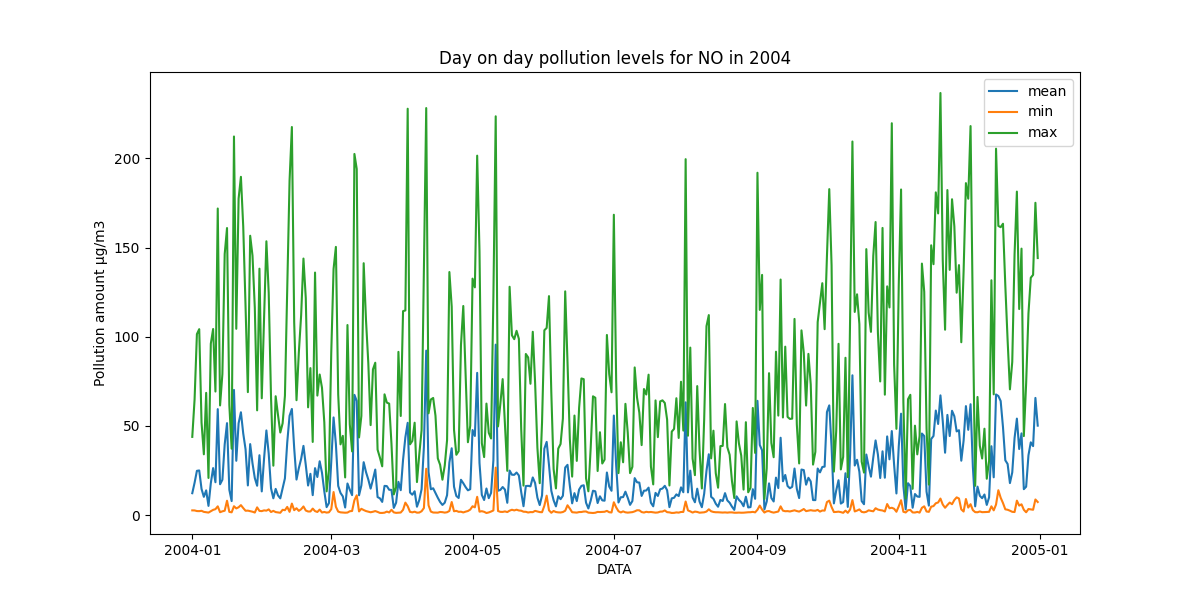 Day on day pollution levels for NO in 2004
mean
min
max
200
150
100
50
0
Pollution amount µg/m3
2004-01
2004-03
2004-05
2004-07
2004-09
2004-11
2005-01
DATA